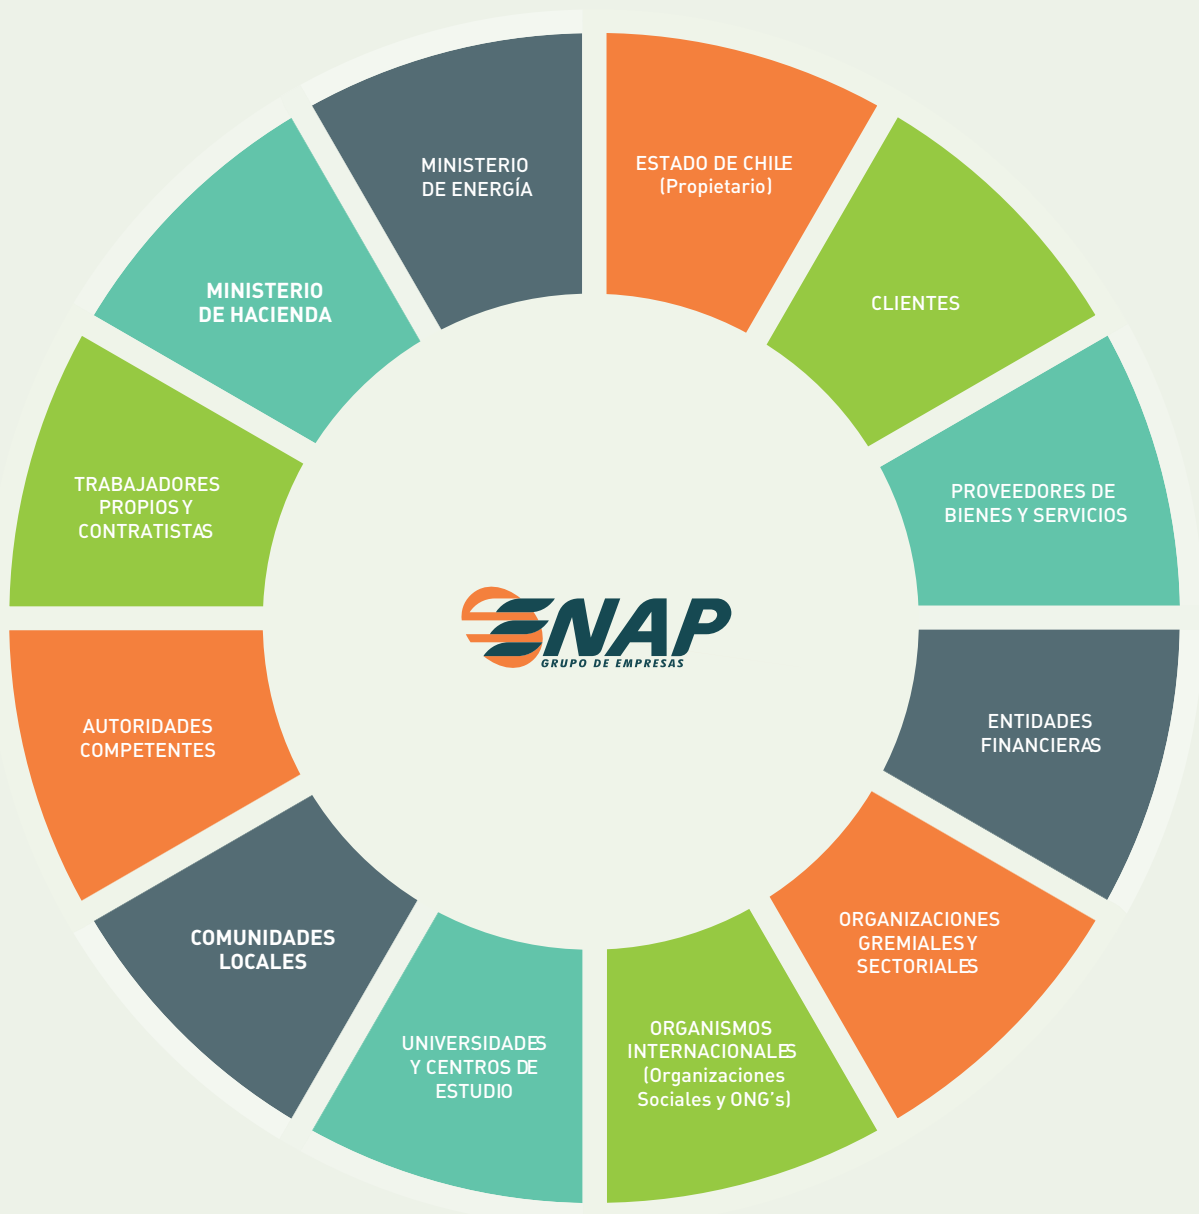 MINISTERIO
DE ENERGÍA
ESTADO DE CHILE
(Propietario)
CLIENTES
PROVEEDORES DE
BIENES Y SERVICIOS
ENTIDADES
FINANCIERAS
ORGANIZACIONES
GREMIALES Y
SECTORIALES
ORGANISMOS
INTERNACIONALES
(Organizaciones
Sociales y ONG's)
UNIVERSIDADES
Y CENTROS DE
ESTUDIO
COMUNIDADES
LOCALES
AUTORIDADES
COMPETENTES
TRABAJADORES
PROPIOS Y
CONTRATISTAS
MINISTERIO
DE HACIENDA
ENAP
GRUPO DE EMPRESAS